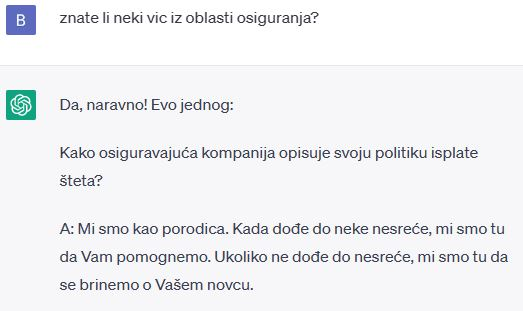 B
znate li neki vic iz oblasti osiguranja?
Da, naravno! Evo jednog:
Kako osiguravajuća kompanija opisuje svoju politiku isplate
šteta?
A: Mi smo kao porodica. Kada dođe do neke nesreće, mi smo tu
da Vam pomognemo. Ukoliko ne dođe do nesreće, mi smo tu da
se brinemo o Vašem novcu.